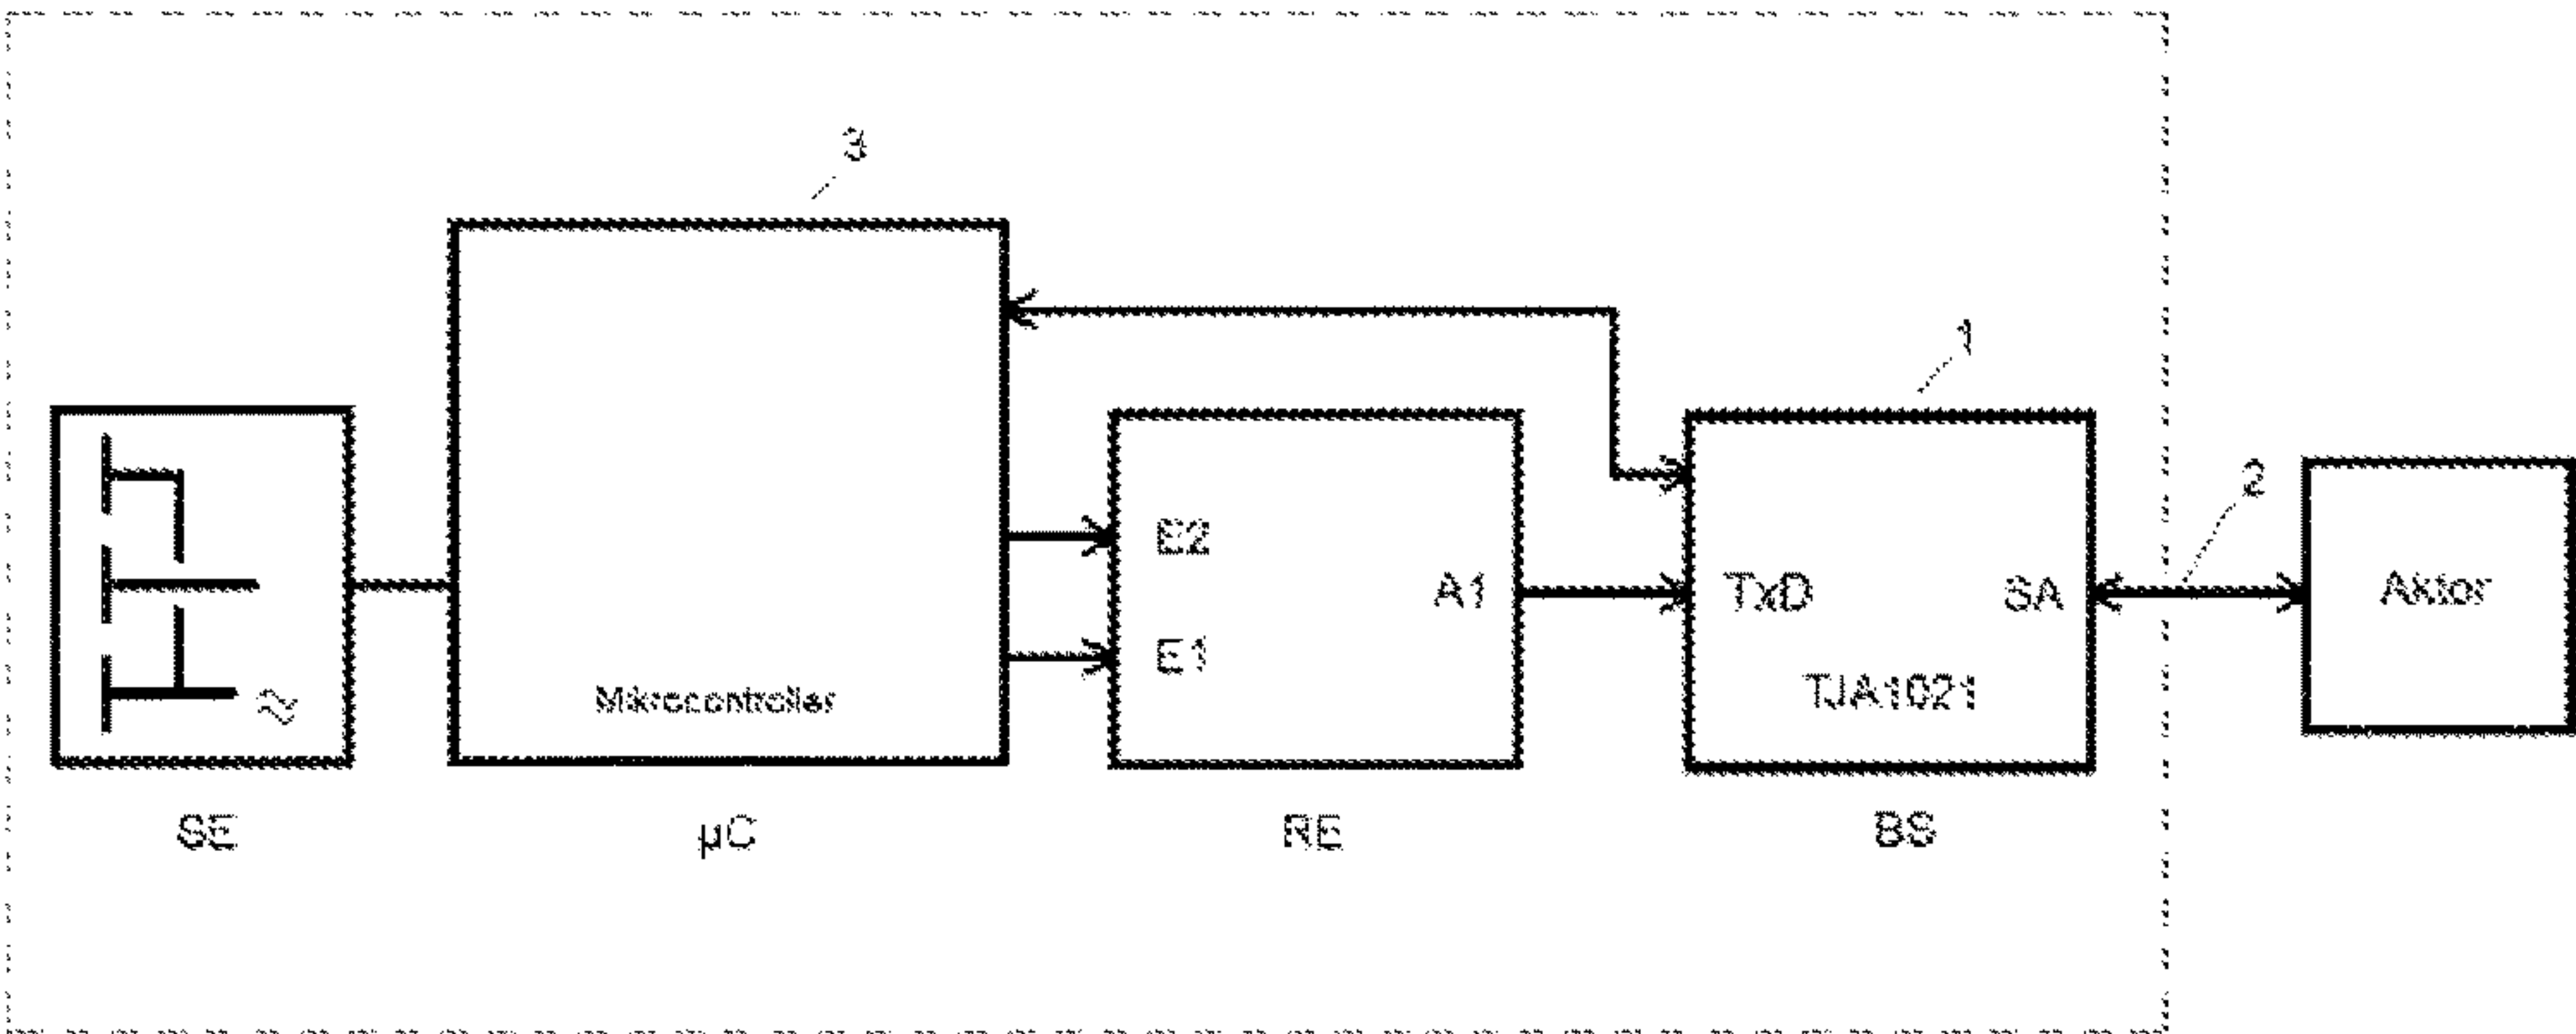 3
1
2
E2
A1
TxD
SA
Aktor
E1
Mikrocontroller
TJA1021
SE
µC
RE
BS